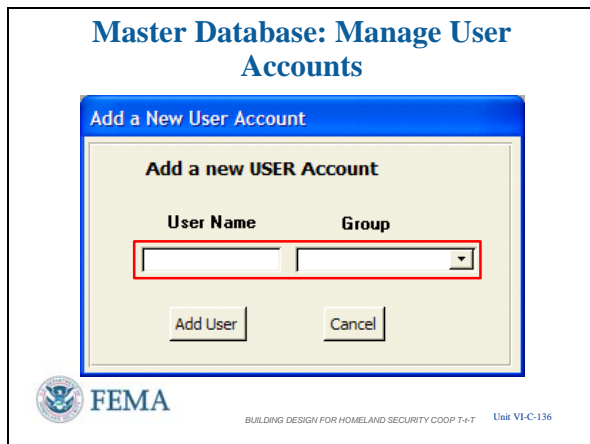 Master Database: Manage User
Accounts
Add a New User Account
Add a new USER Account
User Name Group
Add User Cancel
FEMA
BUILDING DESIGN FOR HOMELAND SECURITY COOP T-t-T Unit VI-C-136